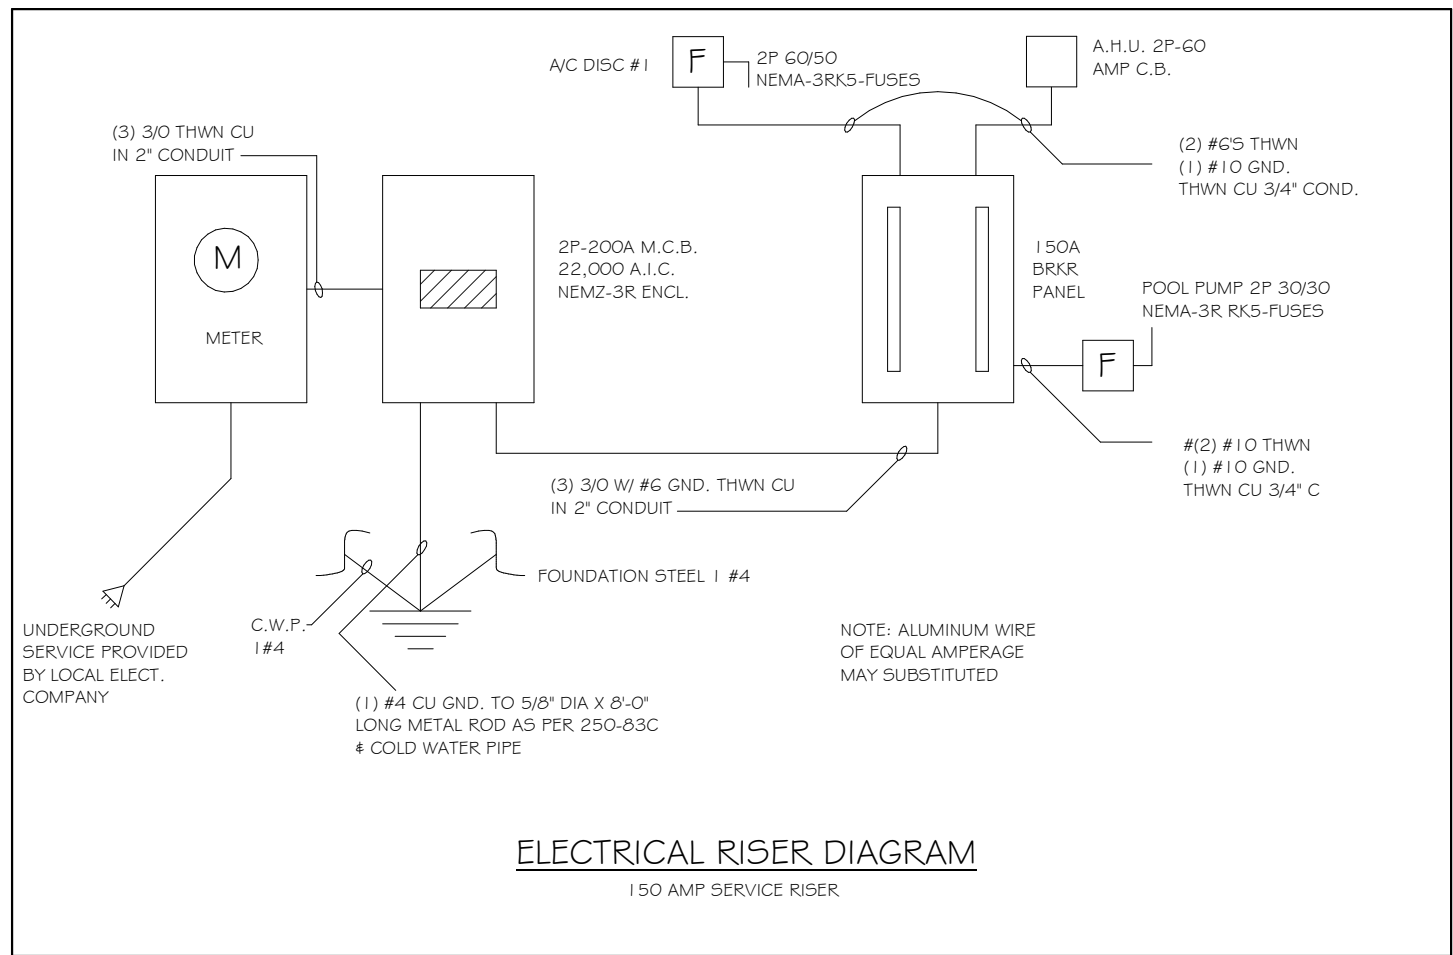 A/C DISC #1
F
2P 60/50
NEMA-3RK5-FUSES
A.H.U. 2P-60
AMP C.B.
(3) 3/0 THWN CU
IN 2" CONDUIT
(2) #6'S THWN
(1) #10 GND.
THWN CU 3/4" COND.
M
METER
2P-200A M.C.B.
22,000 A.I.C.
NEMZ-3R ENCL.
150A
BRKR
PANEL
POOL PUMP 2P 30/30
NEMA-3R RK5-FUSES
F
#(2) #10 THWN
(1) #10 GND.
THWN CU 3/4" C
(3) 3/0 W/ #6 GND. THWN CU
IN 2" CONDUIT
FOUNDATION STEEL 1 #4
UNDERGROUND
SERVICE PROVIDED
BY LOCAL ELECT.
COMPANY
C.W.P.
1#4
NOTE: ALUMINUM WIRE
OF EQUAL AMPERAGE
MAY SUBSTITUTED
(1) #4 CU GND. TO 5/8" DIA X 8'-0"
LONG METAL ROD AS PER 250-83C
& COLD WATER PIPE
ELECTRICAL RISER DIAGRAM
150 AMP SERVICE RISER